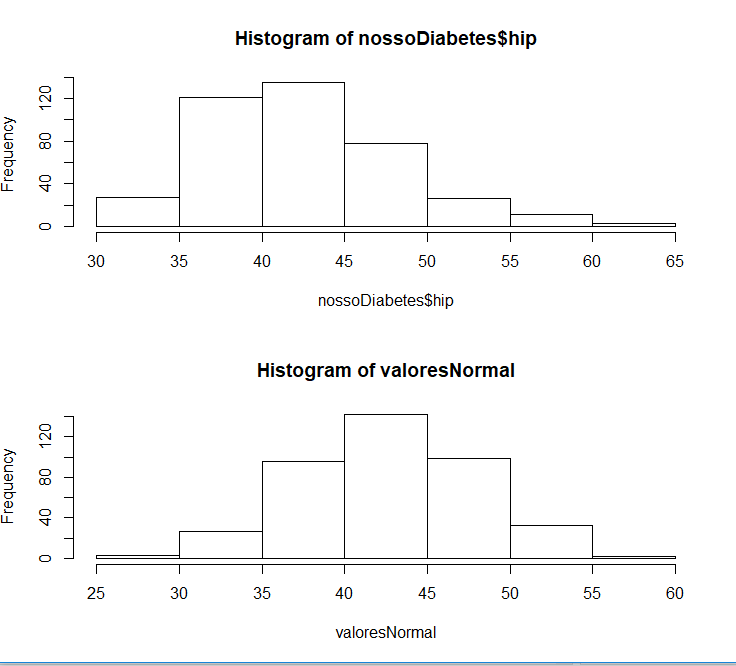 Histogram of nossoDiabetes$hip
Frequency
120
80
40
0
30 35 40 45 50 55 60 65
nossoDiabetes$hip
Histogram of valoresNormal
Frequency
120
80
40
0
25 30 35 40 45 50 55 60
valoresNormal